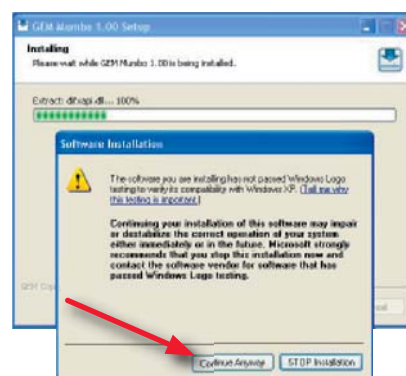 GEM Mumbo 1.00 Setup
Installing
Please wait while GEM Mumbo 1.00 is being installed.
Extract: difxapi.dll... 100%
Software Installation
The software you are installing has not passed Windows Logo
testing to verify its compatibility with Windows XP. (Tell me why
this testing is important.)
Continuing your installation of this software may impair
or destabilize the correct operation of your system
either immediately or in the future. Microsoft strongly
recommends that you stop this installation now and
contact the software vendor for software that has
passed Windows Logo testing.
GEM
Continue Anyway
STOP Installation